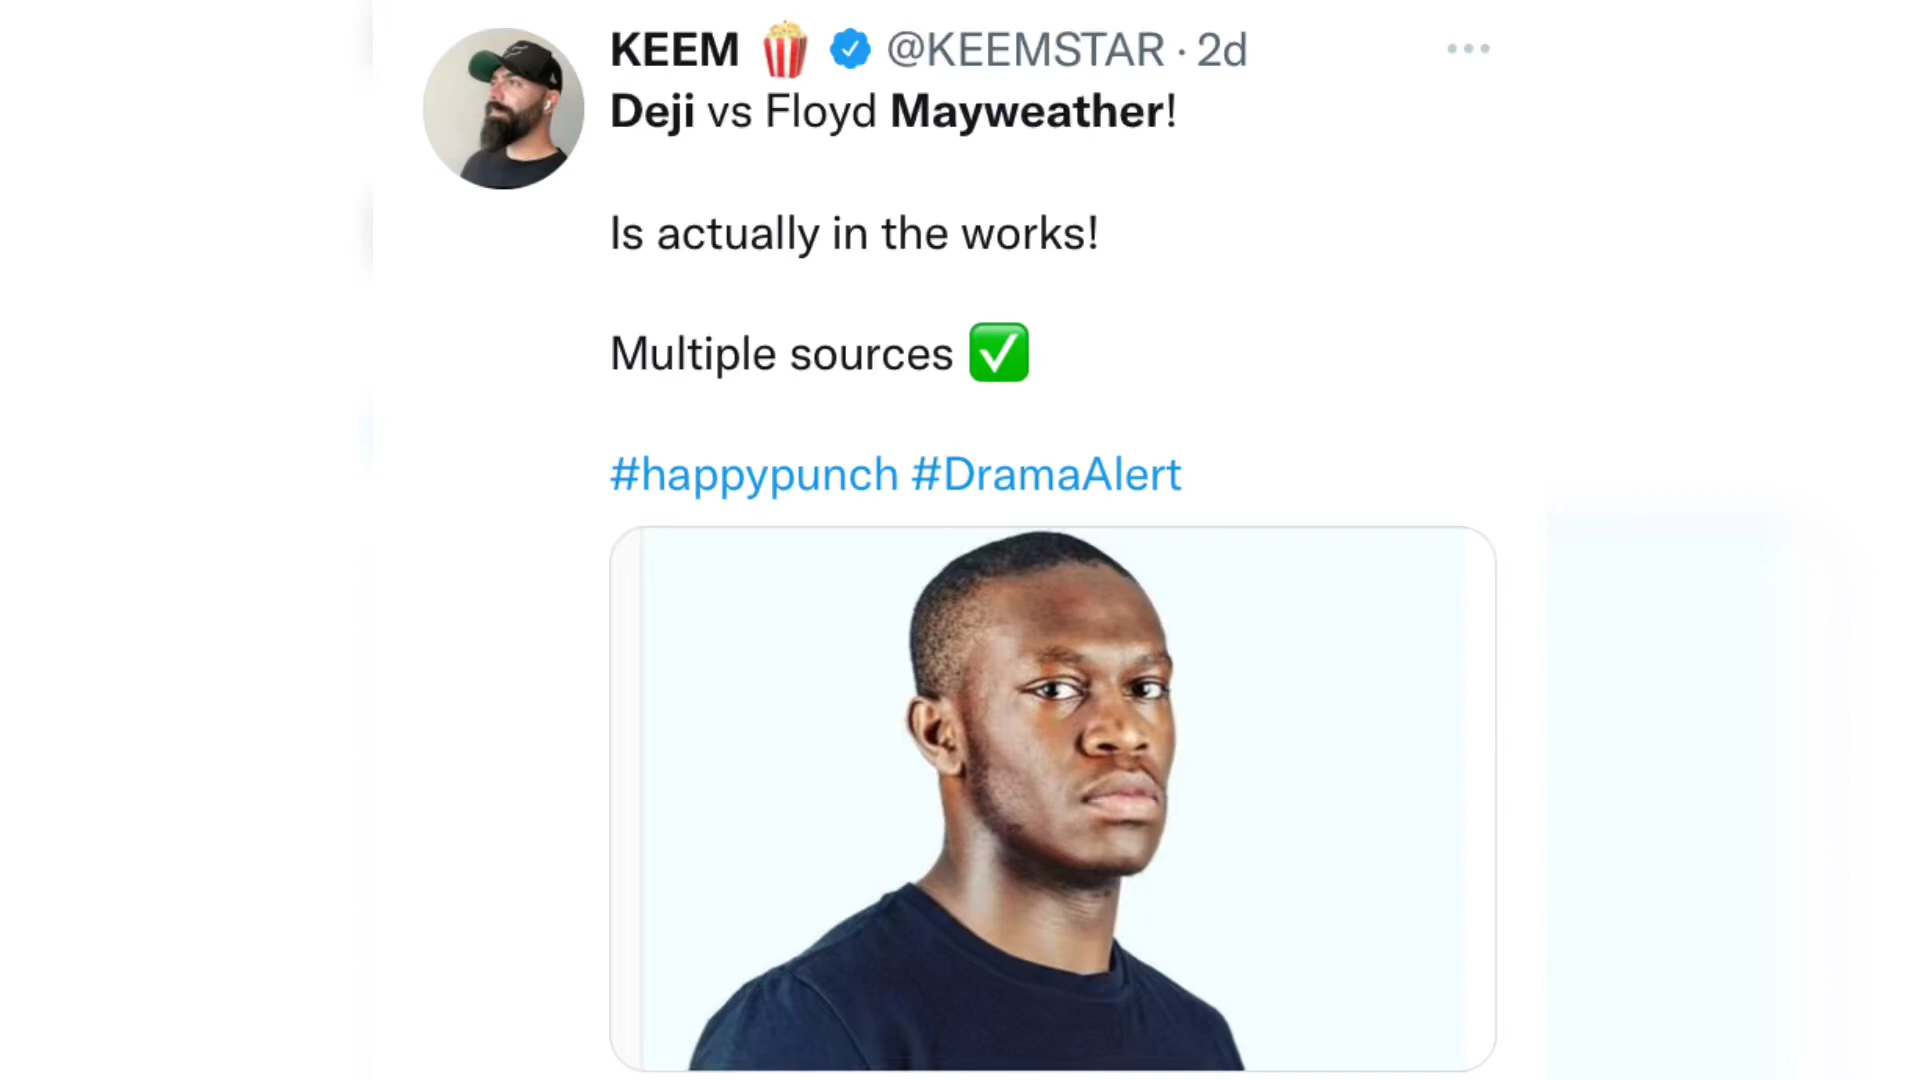 KEEM 🍿 @KEEMSTAR · 2d
Deji vs Floyd Mayweather!
Is actually in the works!
Multiple sources ✅
#happypunch #DramaAlert